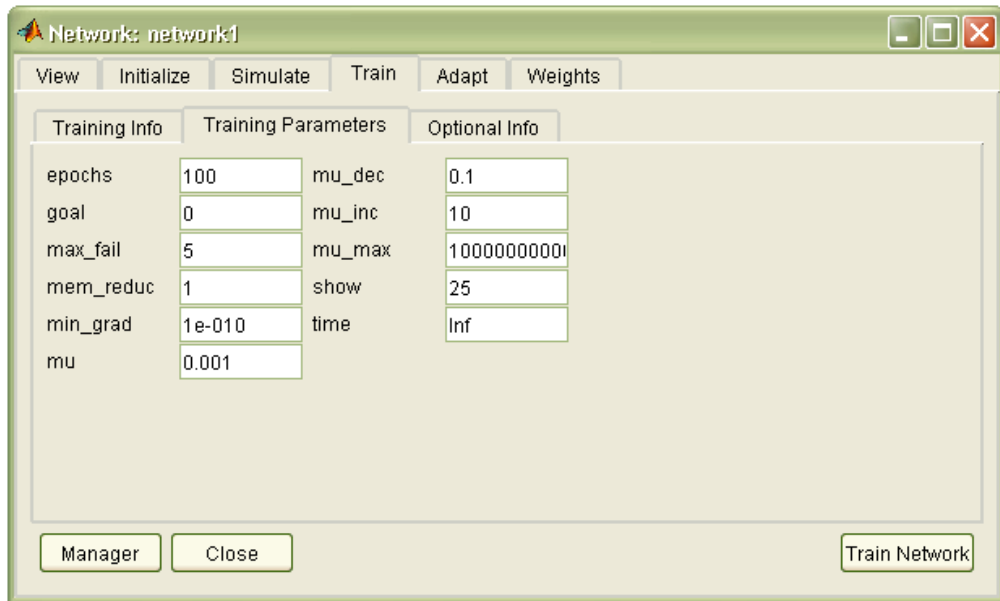 Network: network1
View Initialize Simulate Train Adapt Weights
Training Info Training Parameters Optional Info
epochs 100 mu_dec 0.1
goal 0 mu_inc 10
max_fail 5 mu_max 1000000000
mem_reduc 1 show 25
min_grad 1e-010 time Inf
mu 0.001
Manager Close Train Network